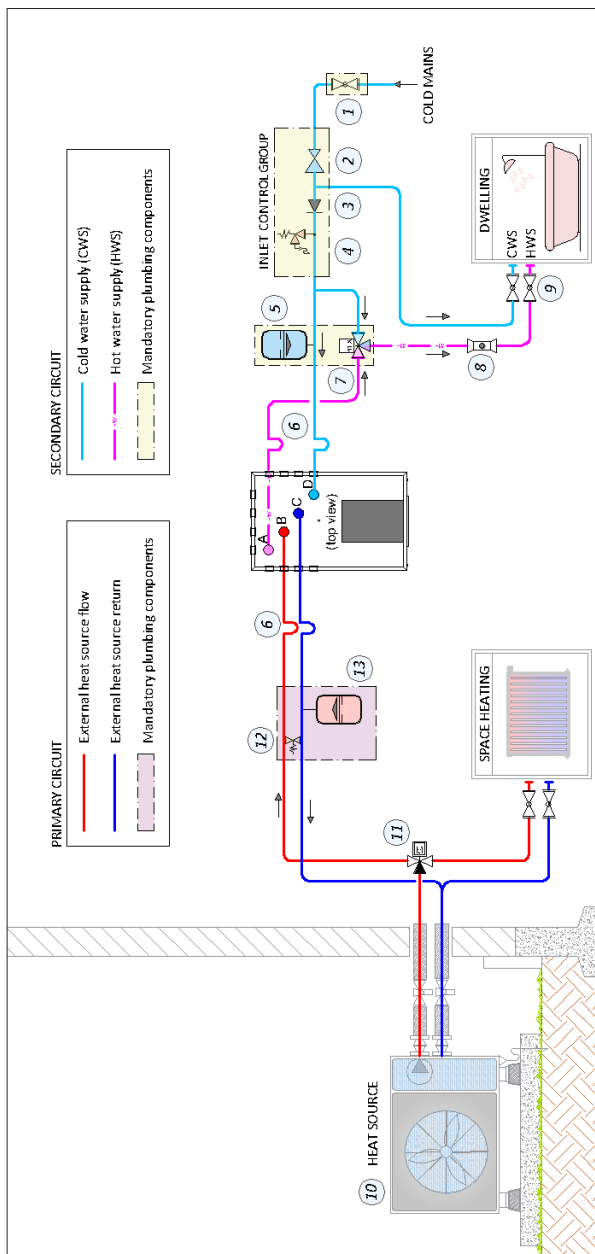 PRIMARY CIRCUIT
External heat source flow
External heat source return
Mandatory plumbing components
SECONDARY CIRCUIT
Cold water supply (CWS)
Hot water supply (HWS)
Mandatory plumbing components
10
HEAT SOURCE
11
12
13
SPACE HEATING
6
A
B
C
D
(top view)
6
7
5
INLET CONTROL GROUP
4
3
2
1
COLD MAINS
8
9
DWELLING
CWS
HWS